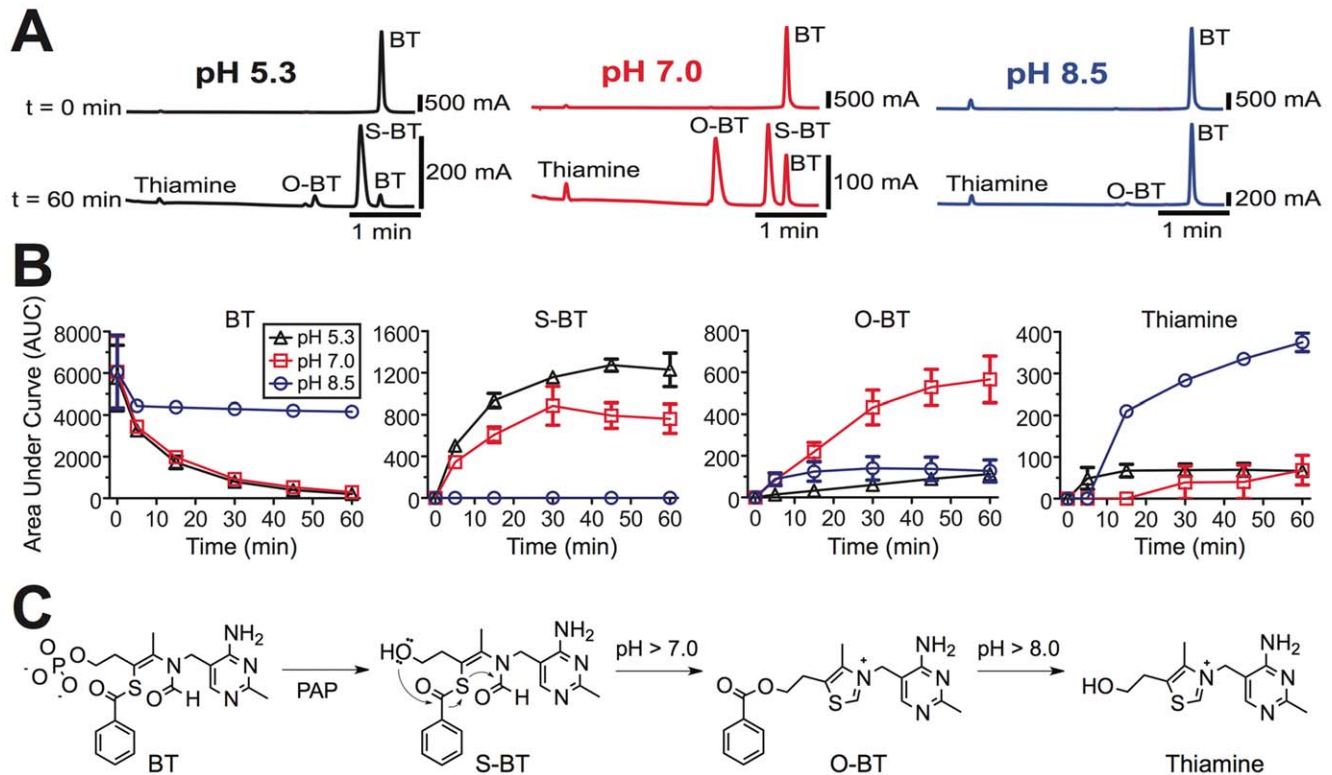 A
pH 5.3
pH 7.0
pH 8.5
BT
BT
BT
t = 0 min
500 mA
500 mA
500 mA
t = 60 min
Thiamine
O-BT
S-BT
BT
200 mA
1 min
Thiamine
O-BT
S-BT
BT
100 mA
1 min
Thiamine
O-BT
BT
200 mA
1 min
B
Area Under Curve (AUC)
BT
8000
6000
4000
2000
0
pH 5.3
pH 7.0
pH 8.5
0 10 20 30 40 50 60
Time (min)
S-BT
1600
1200
800
400
0
0 10 20 30 40 50 60
Time (min)
O-BT
800
600
400
200
0
0 10 20 30 40 50 60
Time (min)
Thiamine
400
300
200
100
0
0 10 20 30 40 50 60
Time (min)
C
-O P O O
O-
O
S
N
O H
NH2
N
N
BT
PAP
HO
O
S
N
O H
NH2
N
N
S-BT
pH > 7.0
O
O
S
N+
NH2
N
N
O-BT
pH > 8.0
HO
S
N+
NH2
N
N
Thiamine